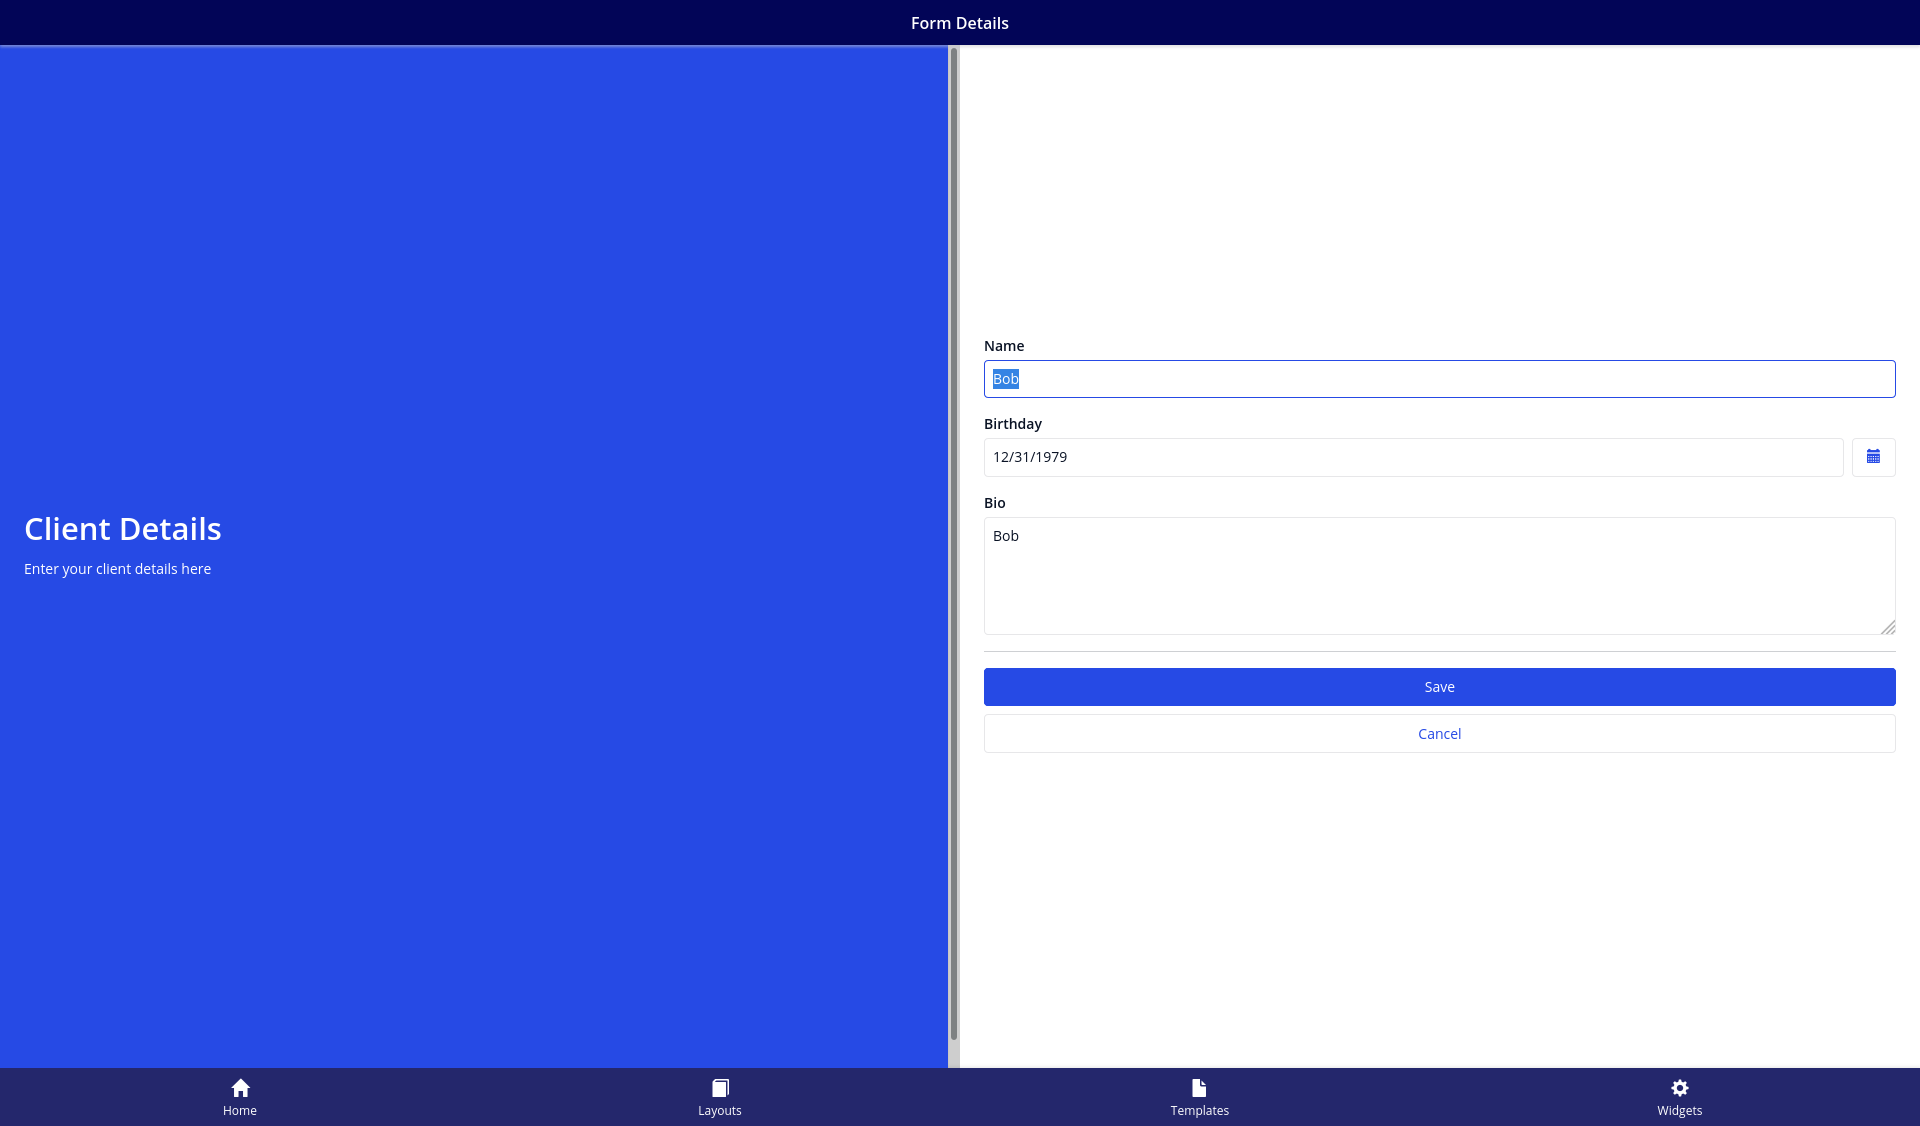 Form Details
Client Details
Enter your client details here
Name
Bob
Birthday
12/31/1979
Bio
Bob
Save
Cancel
Home
Layouts
Templates
Widgets